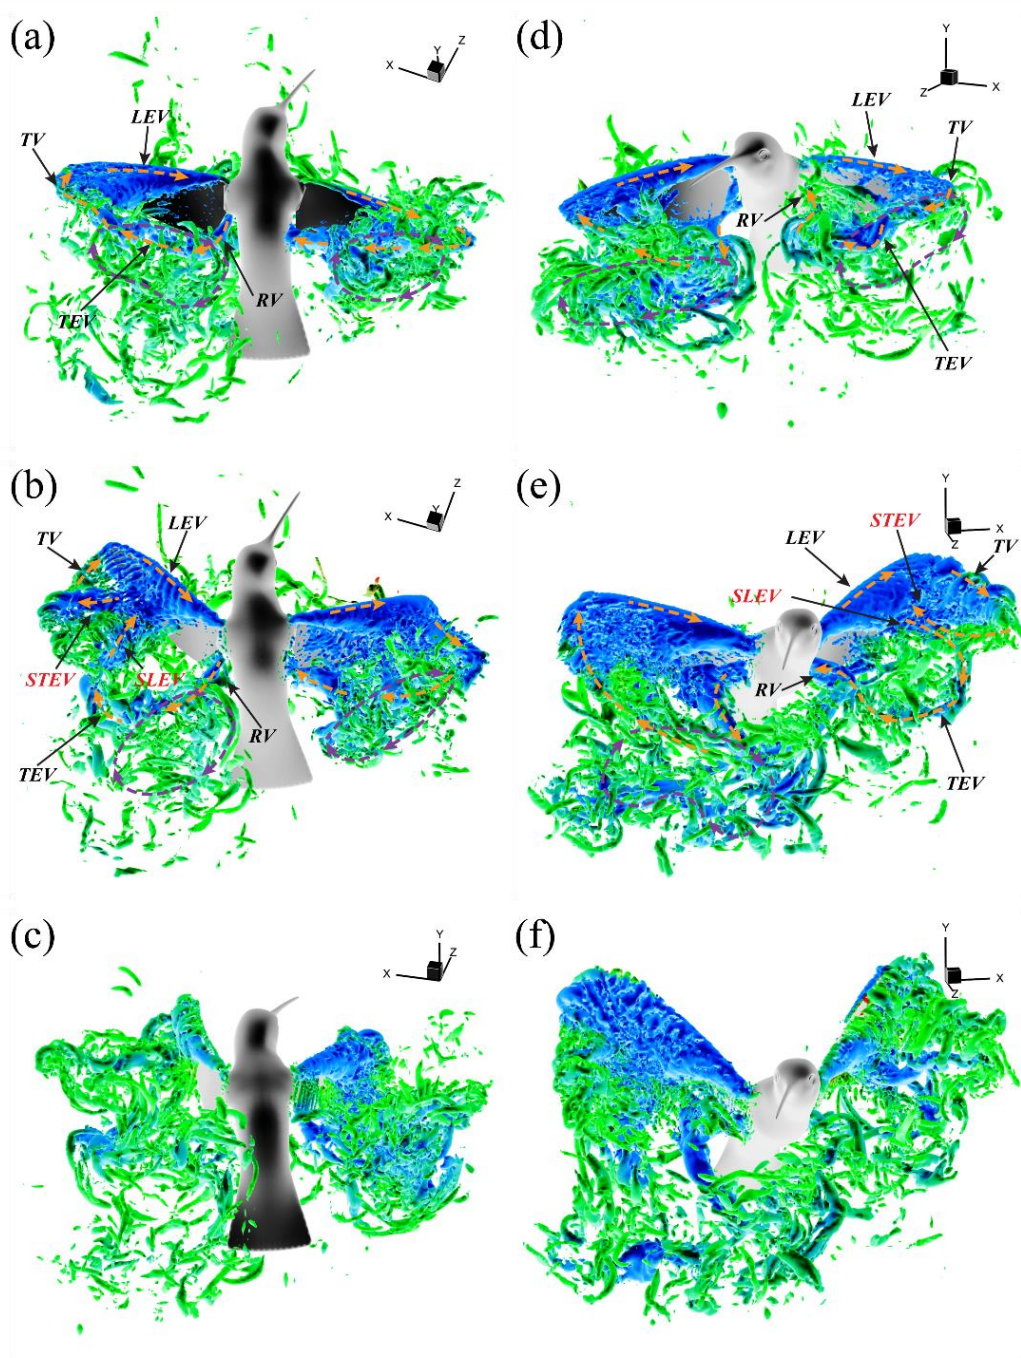 (a)
Z
Y
X
LEV
TV
TEV
RV
(d)
Y
Z
X
LEV
TV
RV
TEV
(b)
Z
Y
X
LEV
TV
STEV
SLEV
RV
TEV
(e)
Y
X
Z
STEV
LEV
TV
SLEV
RV
TEV
(c)
Y
Z
X
(f)
Y
X
Z